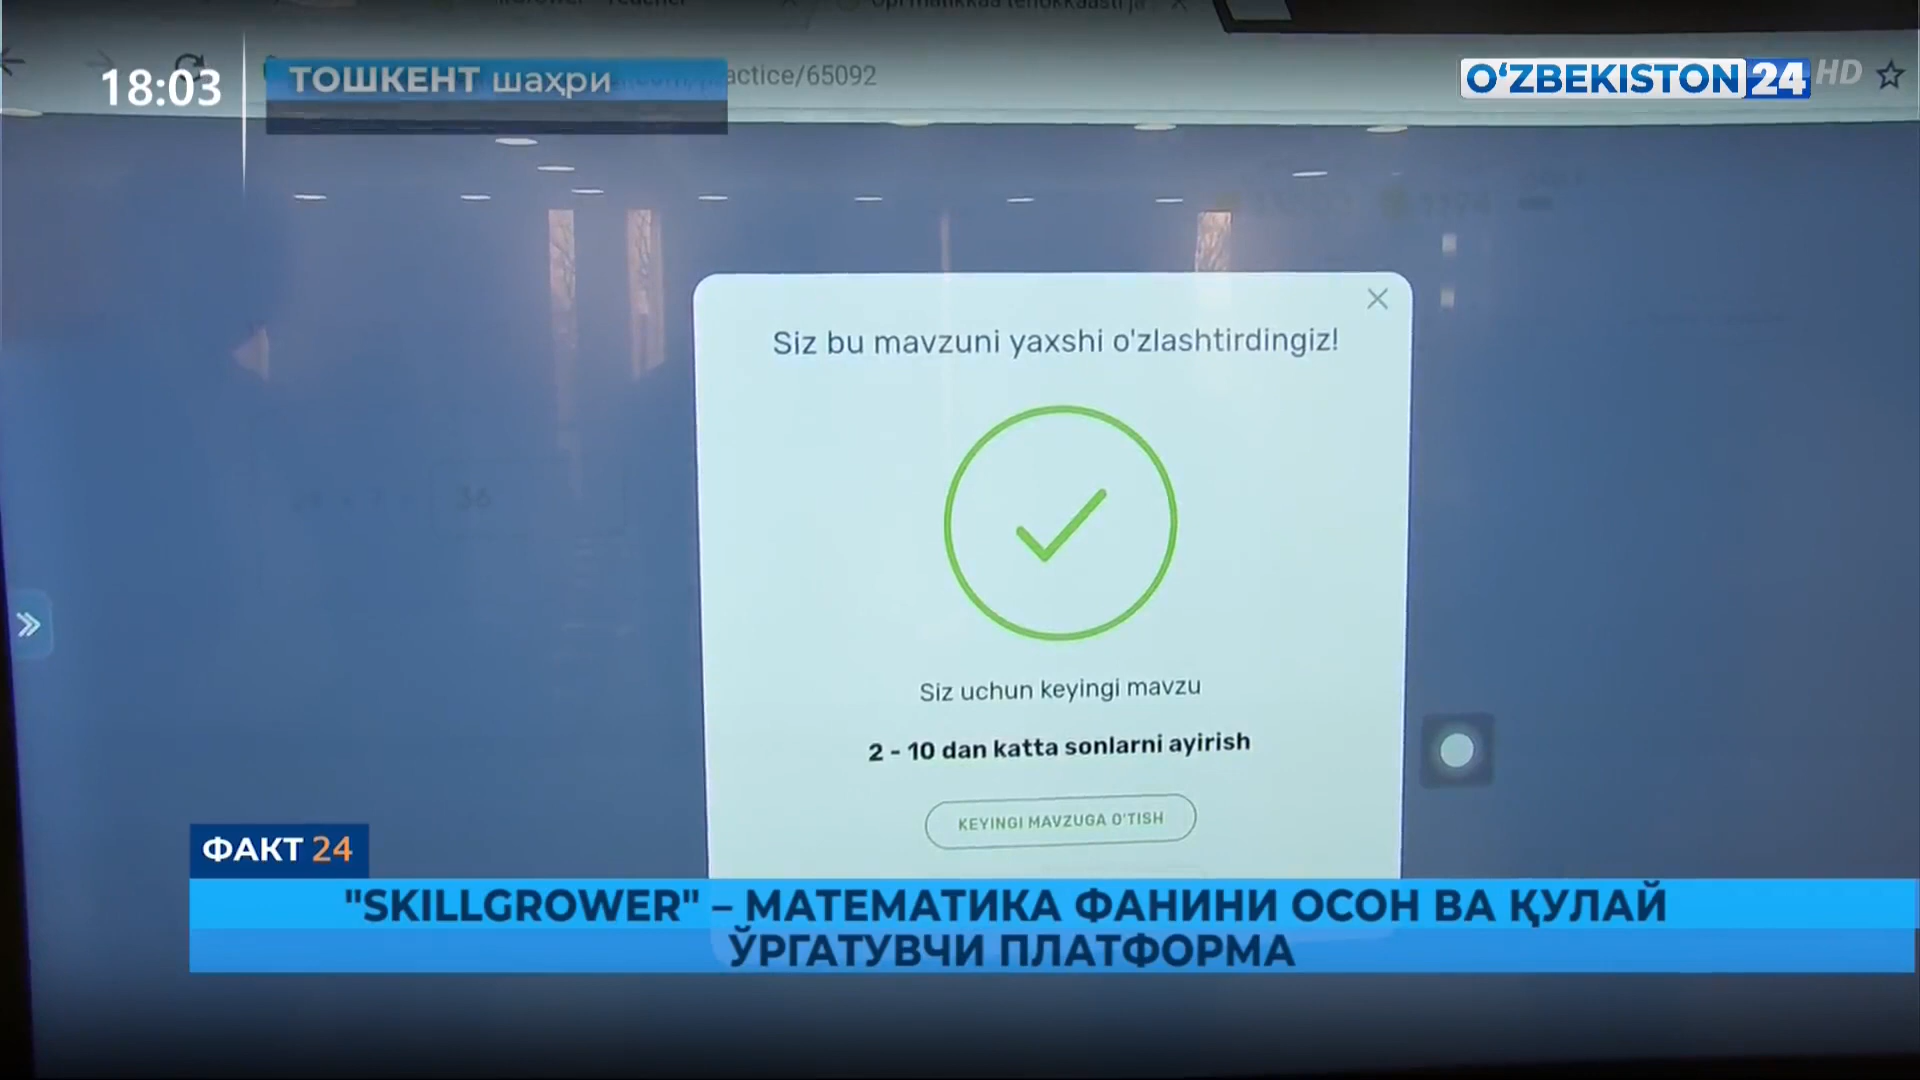 18:03
ТОШКЕНТ шаҳри
actice/65092
O‘ZBEKISTON 24 HD
Siz bu mavzuni yaxshi o'zlashtirdingiz!
Siz uchun keyingi mavzu
2 - 10 dan katta sonlarni ayirish
KEYINGI MAVZUGA O'TISH
ФАКТ 24
"SKILLGROWER" – МАТЕМАТИКА ФАНИНИ ОСОН ВА ҚУЛАЙ
ЎРГАТУВЧИ ПЛАТФОРМА